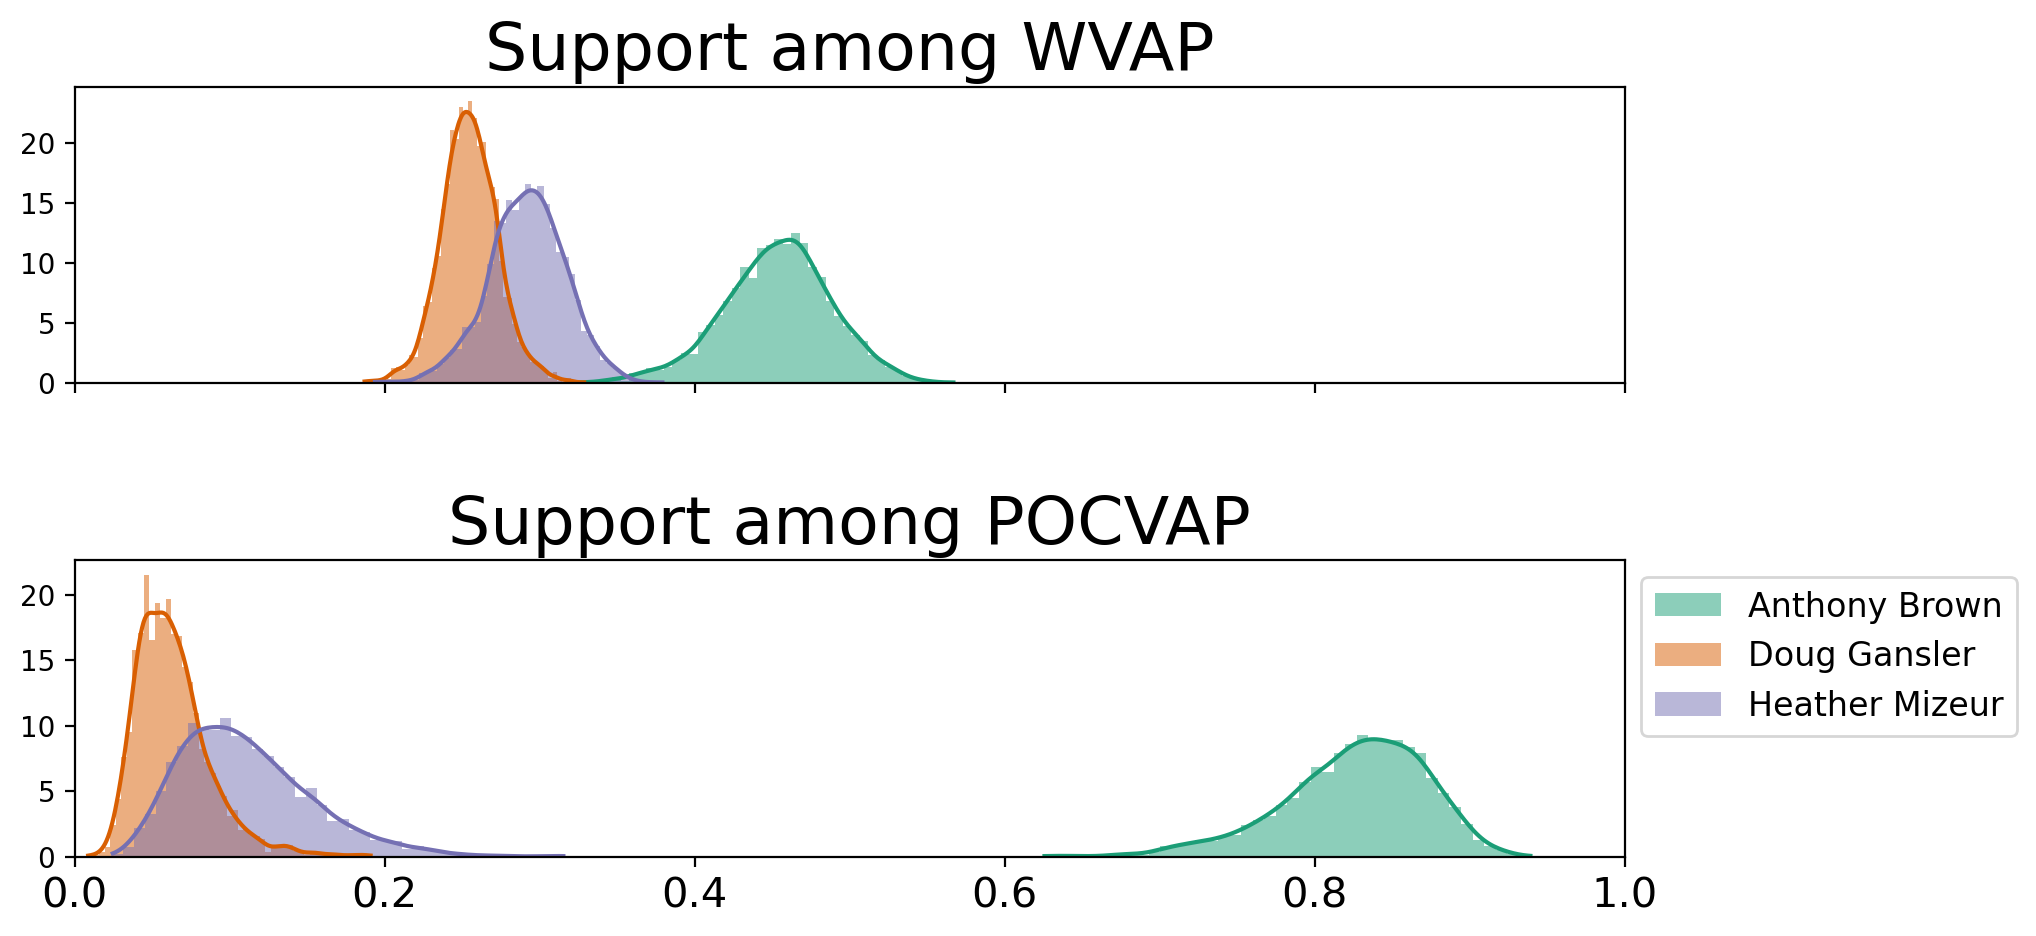 Support among WVAP
20
15
10
5
0
Support among POCVAP
20
15
10
5
0
0.0 0.2 0.4 0.6 0.8 1.0
Anthony Brown
Doug Gansler
Heather Mizeur